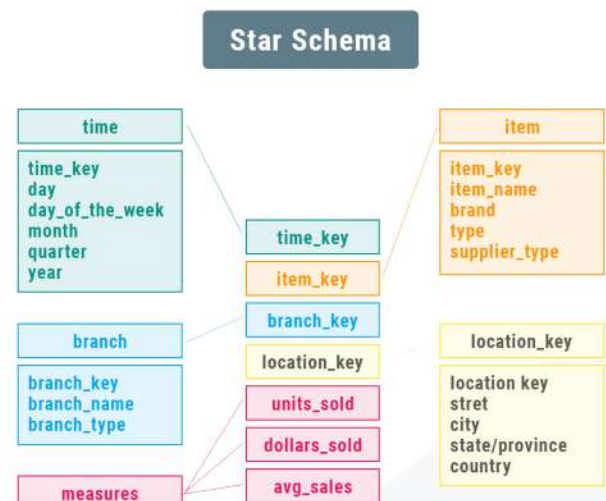 Star Schema
time
time_key
day
day_of_the_week
month
quarter
year
branch
branch_key
branch_name
branch_type
measures
time_key
item_key
branch_key
location_key
units_sold
dollars_sold
avg_sales
item
item_key
item_name
brand
type
supplier_type
location_key
location key
stret
city
state/province
country